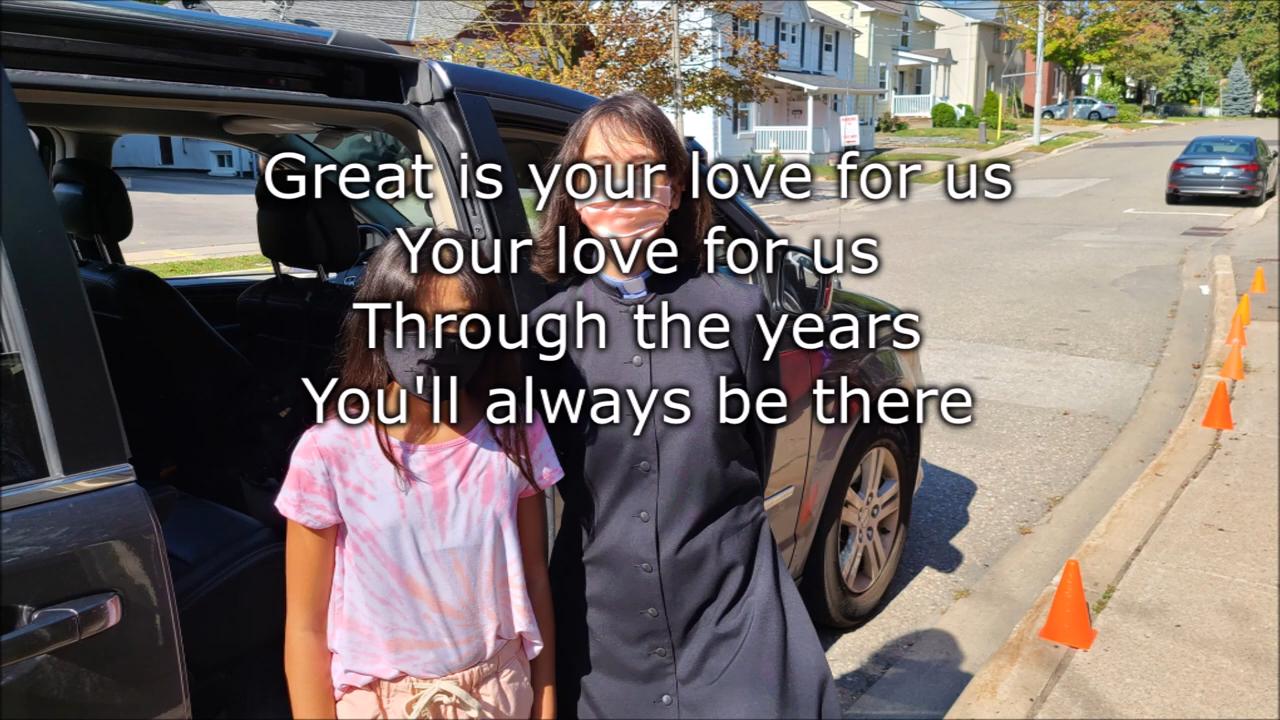 Great is your love for us
Your love for us
Through the years
You'll always be there